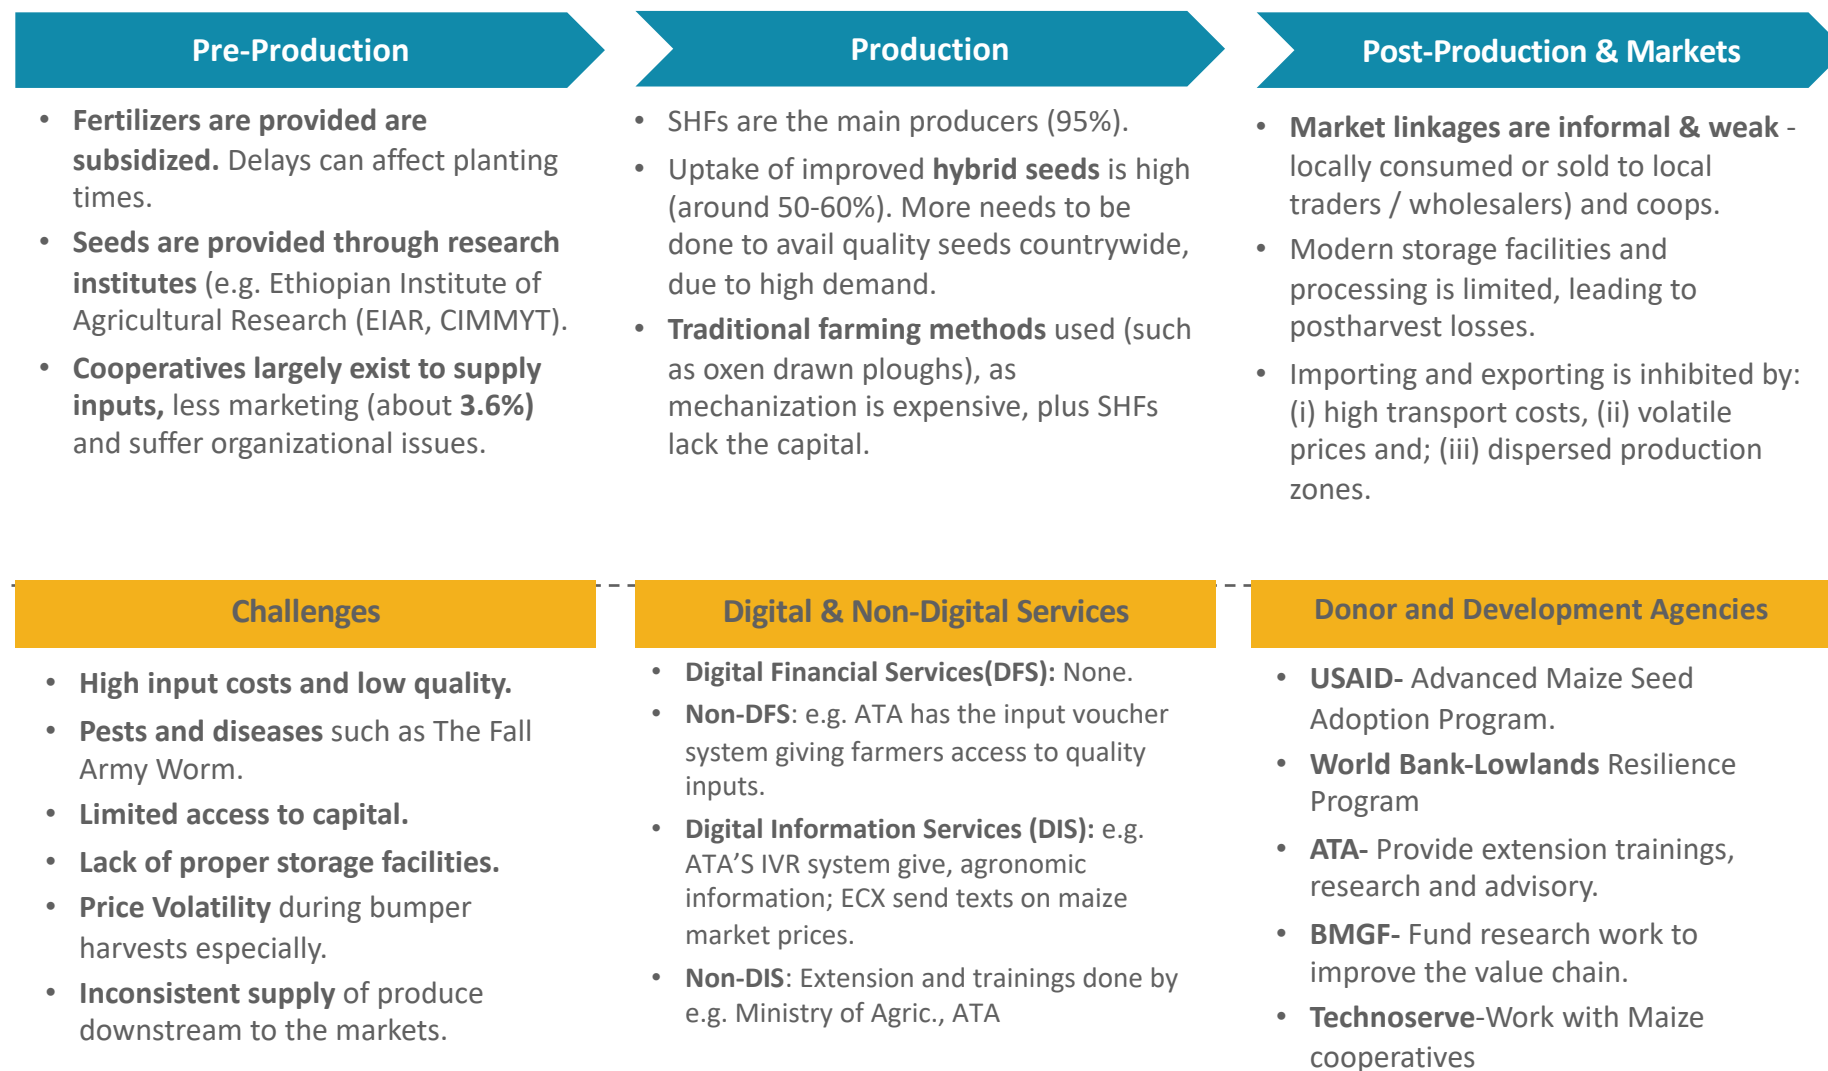 Pre-Production
• Fertilizers are provided are
subsidized. Delays can affect planting
times.
• Seeds are provided through research
institutes (e.g. Ethiopian Institute of
Agricultural Research (EIAR, CIMMYT).
• Cooperatives largely exist to supply
inputs, less marketing (about 3.6%)
and suffer organizational issues.
Production
• SHFs are the main producers (95%).
• Uptake of improved hybrid seeds is high
(around 50-60%). More needs to be
done to avail quality seeds countrywide,
due to high demand.
• Traditional farming methods used (such
as oxen drawn ploughs), as
mechanization is expensive, plus SHFs
lack the capital.
Post-Production & Markets
• Market linkages are informal & weak -
locally consumed or sold to local
traders / wholesalers) and coops.
• Modern storage facilities and
processing is limited, leading to
postharvest losses.
• Importing and exporting is inhibited by:
(i) high transport costs, (ii) volatile
prices and; (iii) dispersed production
zones.
Challenges
• High input costs and low quality.
• Pests and diseases such as The Fall
Army Worm.
• Limited access to capital.
• Lack of proper storage facilities.
• Price Volatility during bumper
harvests especially.
• Inconsistent supply of produce
downstream to the markets.
Digital & Non-Digital Services
• Digital Financial Services(DFS): None.
• Non-DFS: e.g. ATA has the input voucher
system giving farmers access to quality
inputs.
• Digital Information Services (DIS): e.g.
ATA'S IVR system give, agronomic
information; ECX send texts on maize
market prices.
• Non-DIS: Extension and trainings done by
e.g. Ministry of Agric., ATA
Donor and Development Agencies
• USAID- Advanced Maize Seed
Adoption Program.
• World Bank-Lowlands Resilience
Program
• ATA- Provide extension trainings,
research and advisory.
• BMGF- Fund research work to
improve the value chain.
• Technoserve-Work with Maize
cooperatives